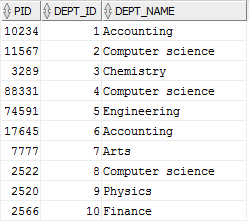 PID DEPT_ID DEPT_NAME
10234 1 Accounting
11567 2 Computer science
3289 3 Chemistry
88331 4 Computer science
74591 5 Engineering
17645 6 Accounting
7777 7 Arts
2522 8 Computer science
2520 9 Physics
2566 10 Finance